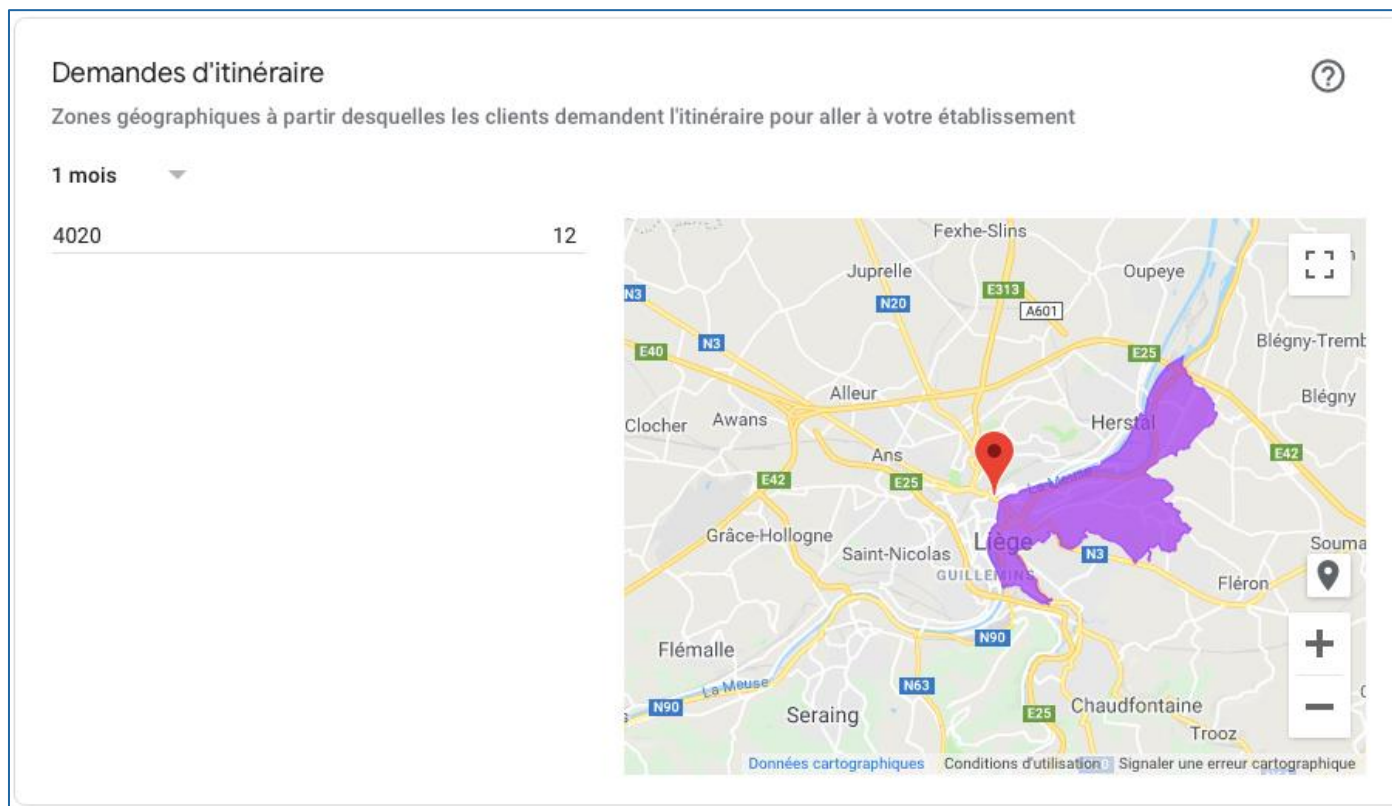 Demandes d'itinéraire
Zones géographiques à partir desquelles les clients demandent l'itinéraire pour aller à votre établissement
1 mois
4020 12
Fexhe-Slins
Juprelle
Oupeye
E313
N3
N20
A601
N3
E40
E25
Blégny-Tremb
Alleur
Blégny
Clocher
Awans
Herstal
Ans
E42
E42
E25
La Meuse
Grâce-Hollogne
Liège
Saint-Nicolas
N3
Souma
GUILLEMINS
Fléron
N90
Flémalle
La Meuse
N63
N90
Seraing
E25
Chaudfontaine
Trooz
Données cartographiques Conditions d'utilisation Signaler une erreur cartographique